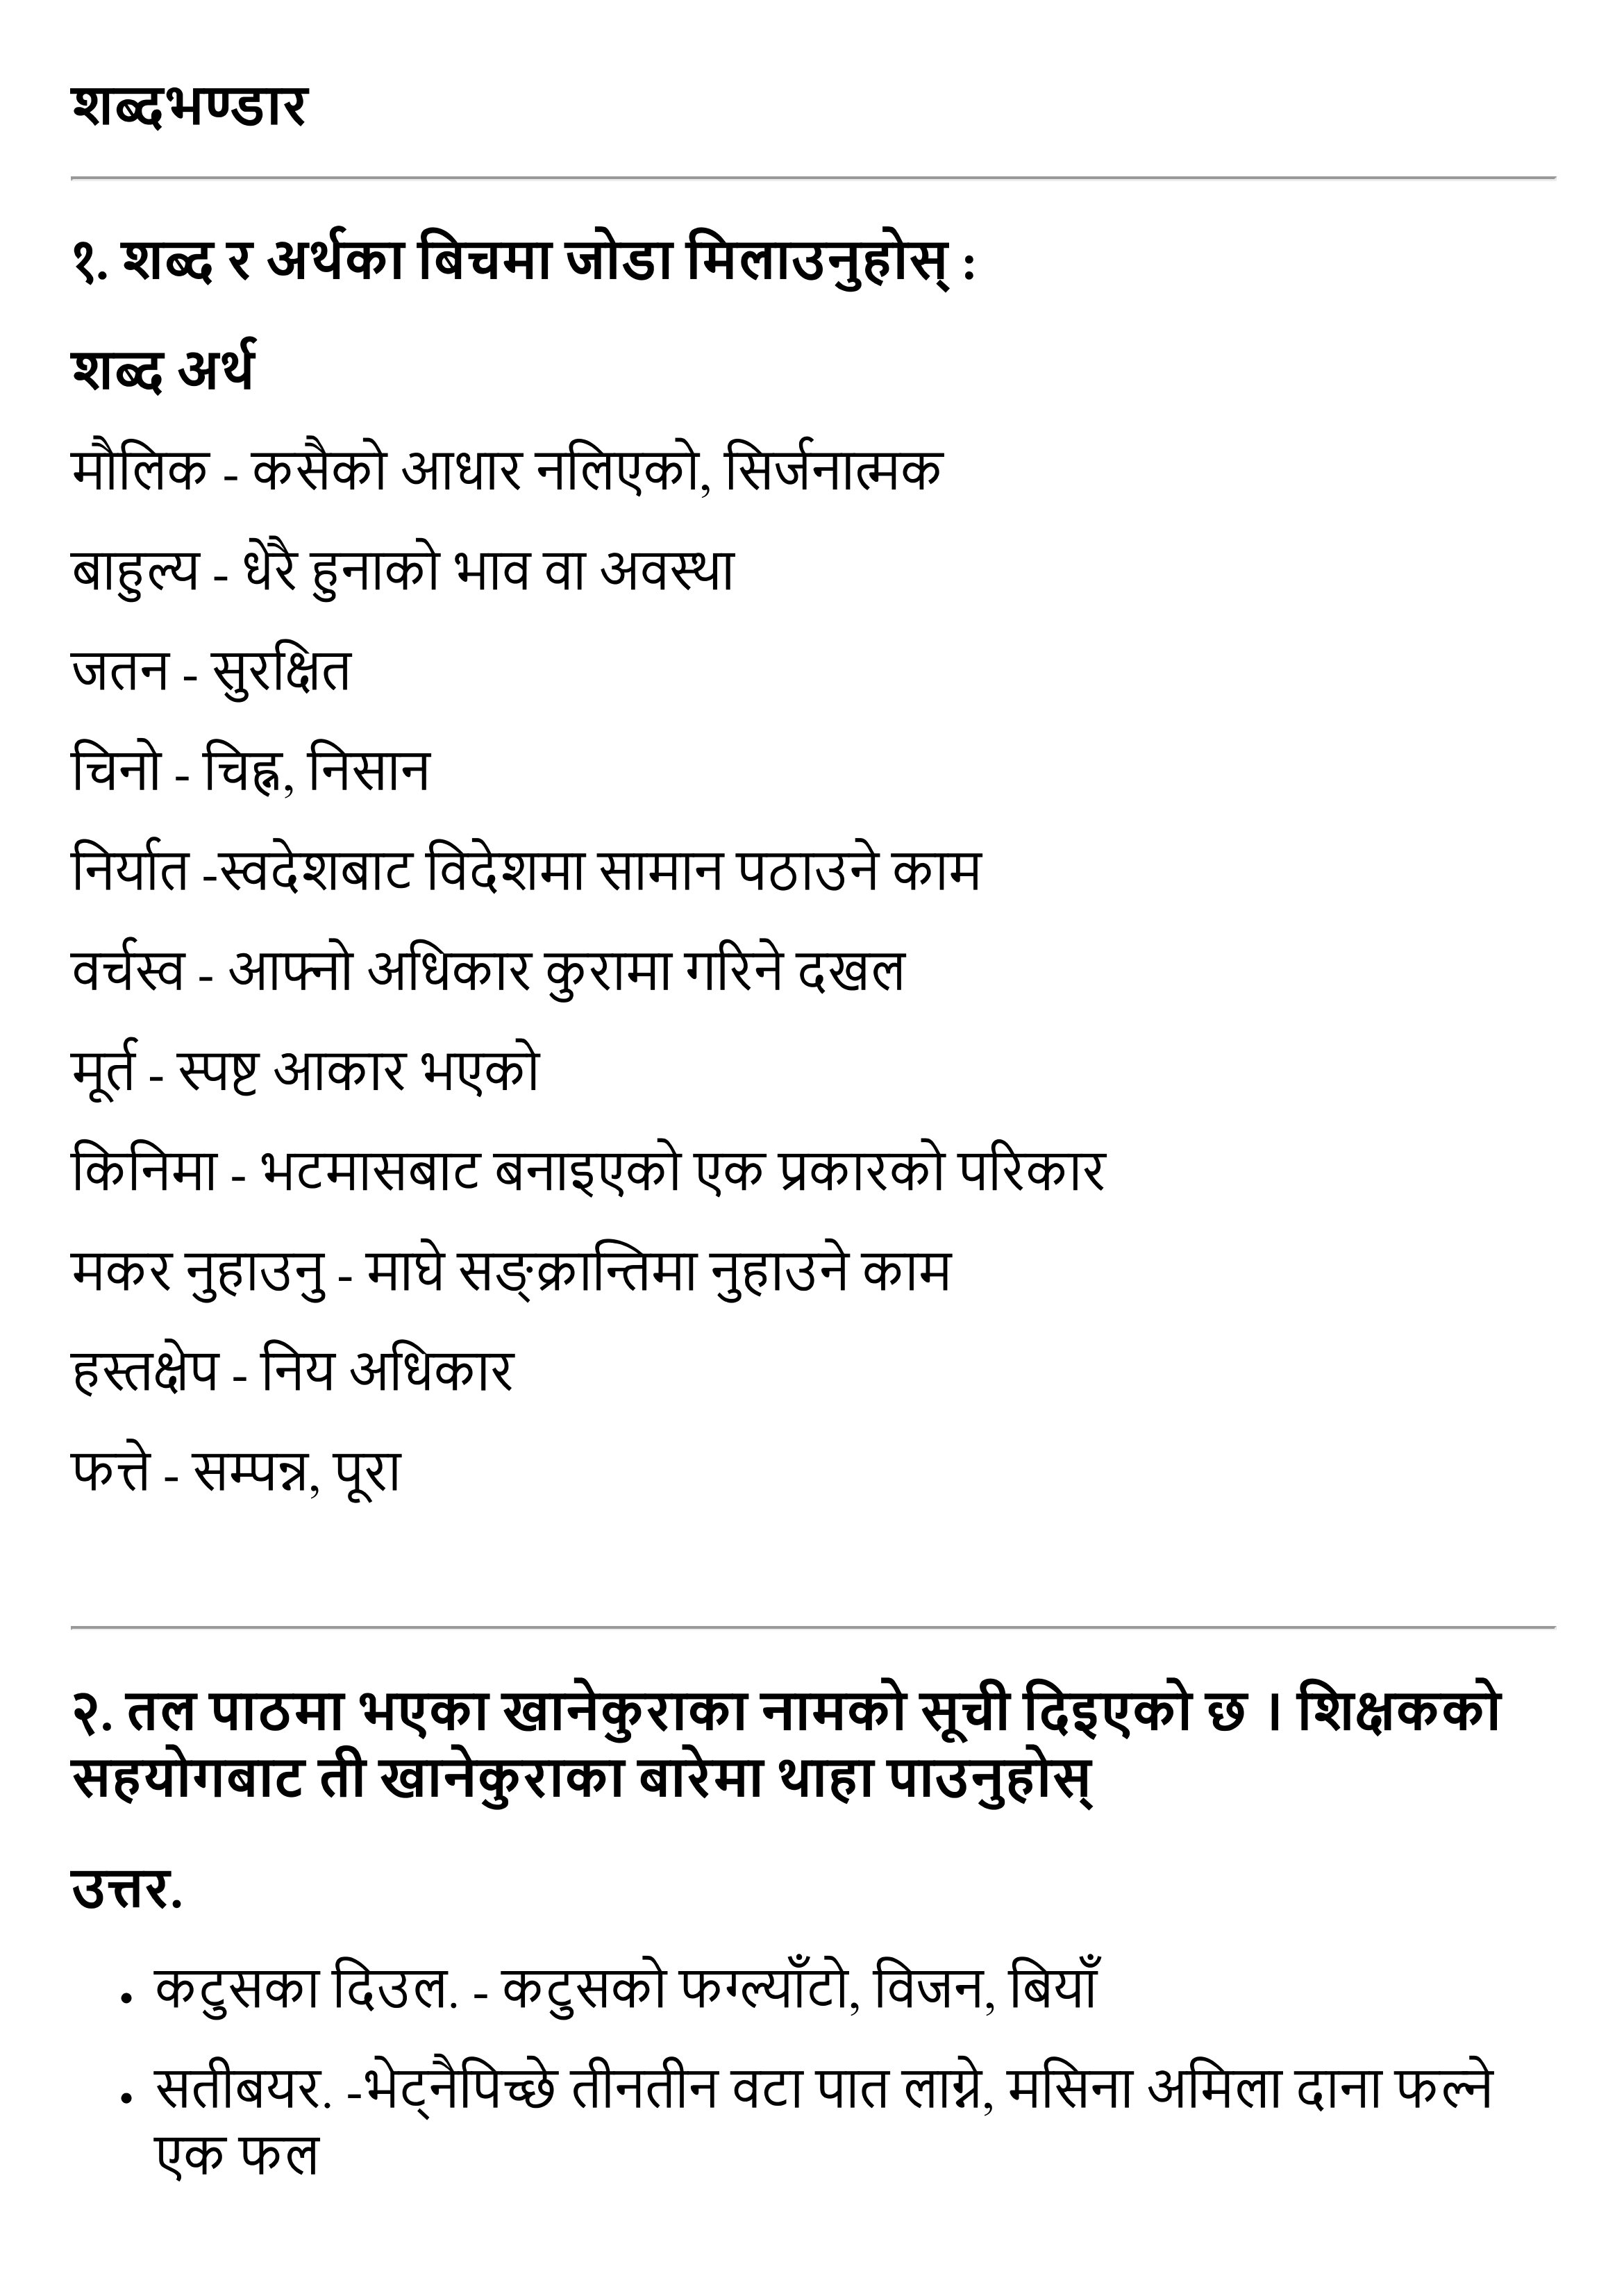 शब्दभण्डार
१. शब्द र अर्थका बिचमा जोडा मिलाउनुहोस् :
शब्द अर्थ
मौलिक - कसैको आधार नलिएको, सिर्जनात्मक
बाहुल्य - धेरै हुनाको भाव वा अवस्था
जतन - सुरक्षित
चिनो - चिह्न, निसान
निर्यात -स्वदेशबाट विदेशमा सामान पठाउने काम
वर्चस्व - आफ्नो अधिकार कुरामा गरिने दखल
मूर्त - स्पष्ट आकार भएको
किनिमा - भटमासबाट बनाइएको एक प्रकारको परिकार
मकर नुहाउनु - माघे सङ्क्रान्तिमा नुहाउने काम
हस्तक्षेप - निय अधिकार
फत्ते - सम्पन्न, पूरा
२. तल पाठमा भएका खानेकुराका नामको सूची दिइएको छ । शिक्षकको
सहयोगबाट ती खानेकुराका बारेमा थाहा पाउनुहोस्
उत्तर.
• कटुसका दिउल. - कटुसको फग्ल्याँटो, विजन, बियाँ
• सतीबयर. -भेट्नैपिच्छे तीनतीन वटा पात लाग्ने, मसिना अमिला दाना फल्ने
एक फल